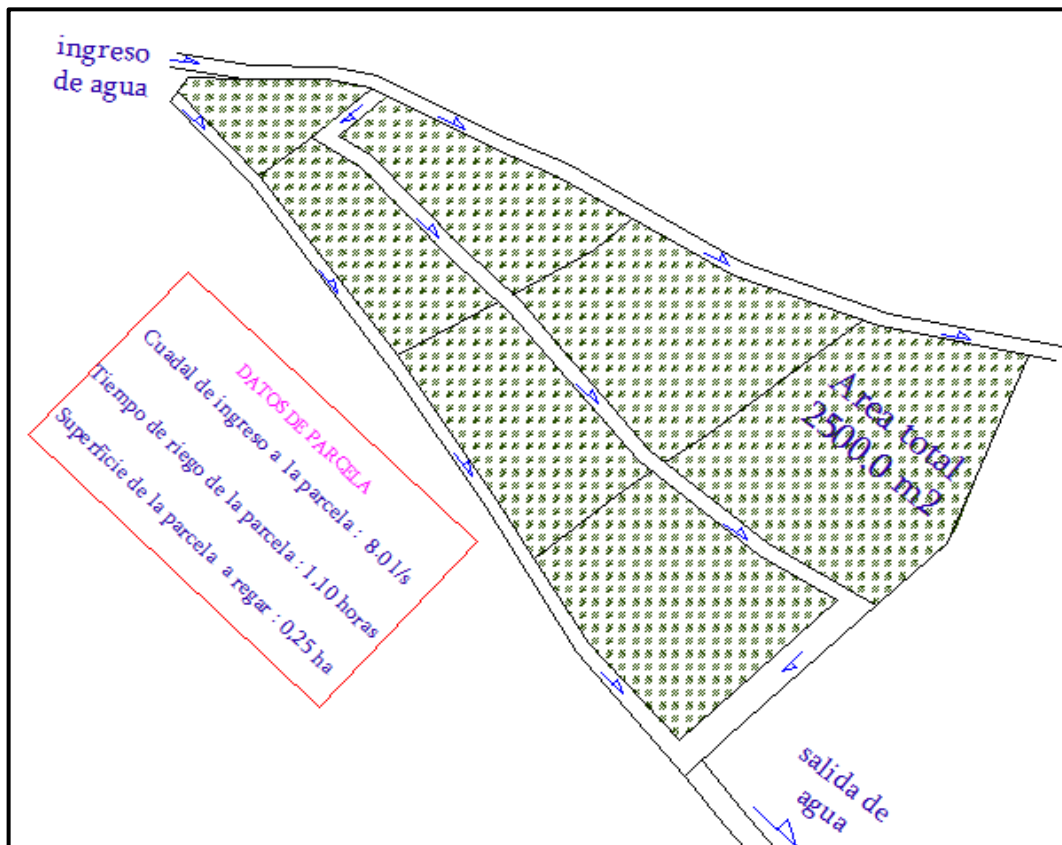 ingreso
de agua
DATOS DE PARCELA
Cuadal de ingreso a la parcela : 8.0 l/s
Tiempo de riego de la parcela : 1,10 horas
Superficie de la parcela a regar : 0,25 ha
Area total
2500.0 m2
salida de
agua